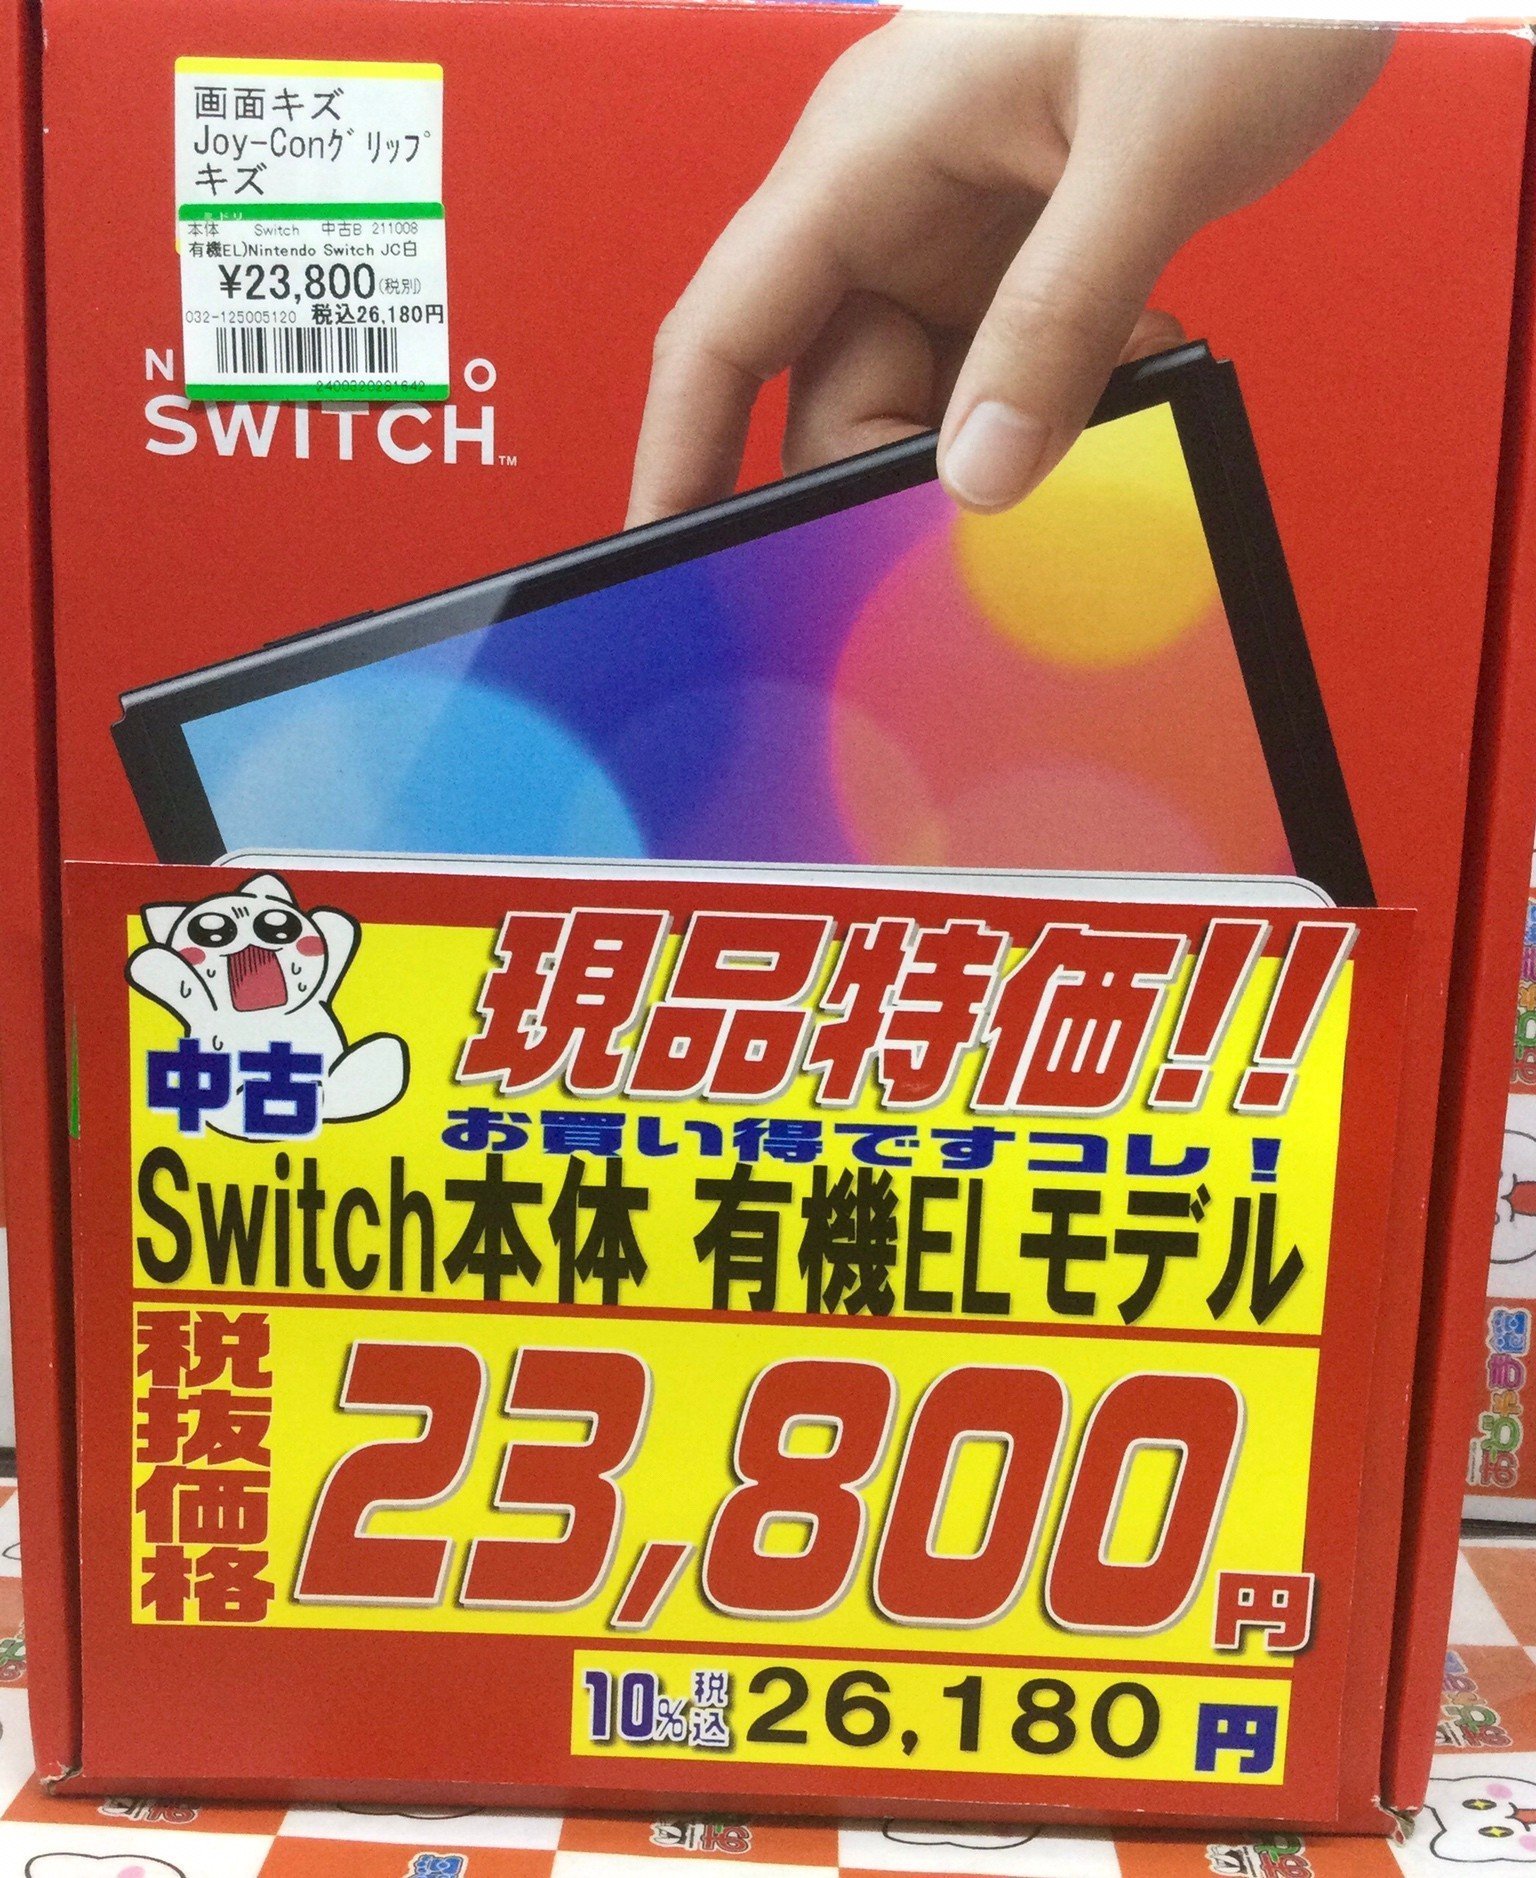 画面キズ
Joy-Conグリップ
キズ
本体 Switch 中古B 211008
有機EL)Nintendo Switch JC白
¥23,800(税別)
032-125005120 税込26,180円
2400320291642
N O
SWITCH™
現品特価!!
中古
お買い得ですコレ!
Switch本体 有機ELモデル
税抜価格
23,800円
10%税込26,180円